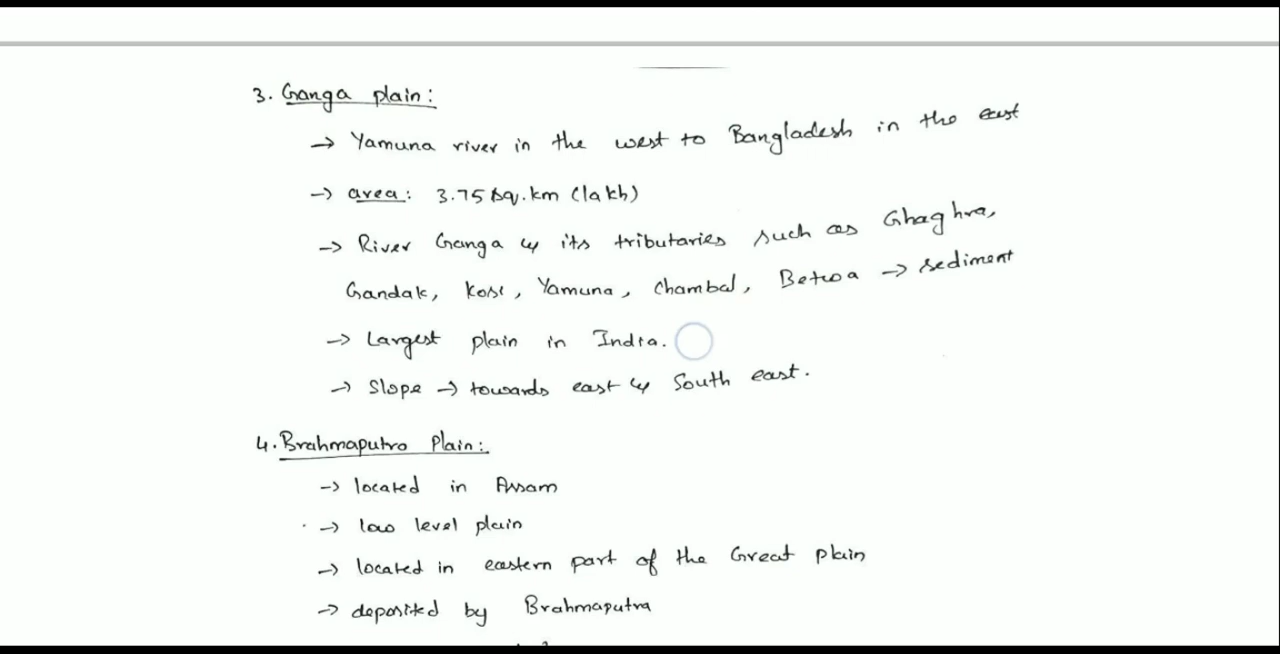 3. Ganga plain:
→ Yamuna river in the west to Bangladesh in the east
→ area: 3.75 sq.km (lakh)
→ River Ganga & its tributaries such as Ghaghra,
Gandak, Kosi, Yamuna, Chambal, Betwa → sediment
→ Largest plain in India.
→ Slope → towards east & South east.
4. Brahmaputra Plain:
→ located in Assam
→ low level plain
→ located in eastern part of the Great plain
→ deposited by Brahmaputra